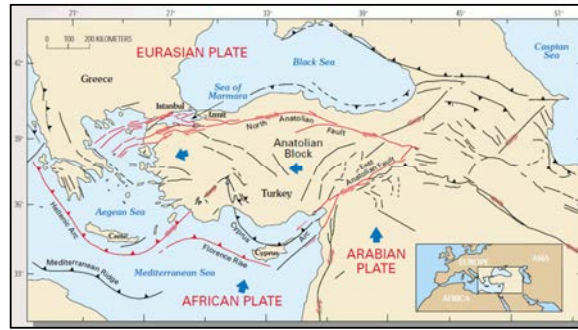 21°
27°
33°
39°
45°
51°
0 100 200 KILOMETERS
EURASIAN PLATE
Black Sea
Caspian
Sea
42°
Greece
Sea of
Marmara
Istanbul
Izmit
North Anatolian Fault
39°
Anatolian
Block
East
Anatolian Fault
Turkey
36°
Aegean Sea
Hellenic Arc
Crete
Cyprus Arc
Cyprus
Florence Rise
Mediterranean Ridge
Mediterranean Sea
33°
ARABIAN
PLATE
AFRICAN PLATE
EUROPE
ASIA
AFRICA